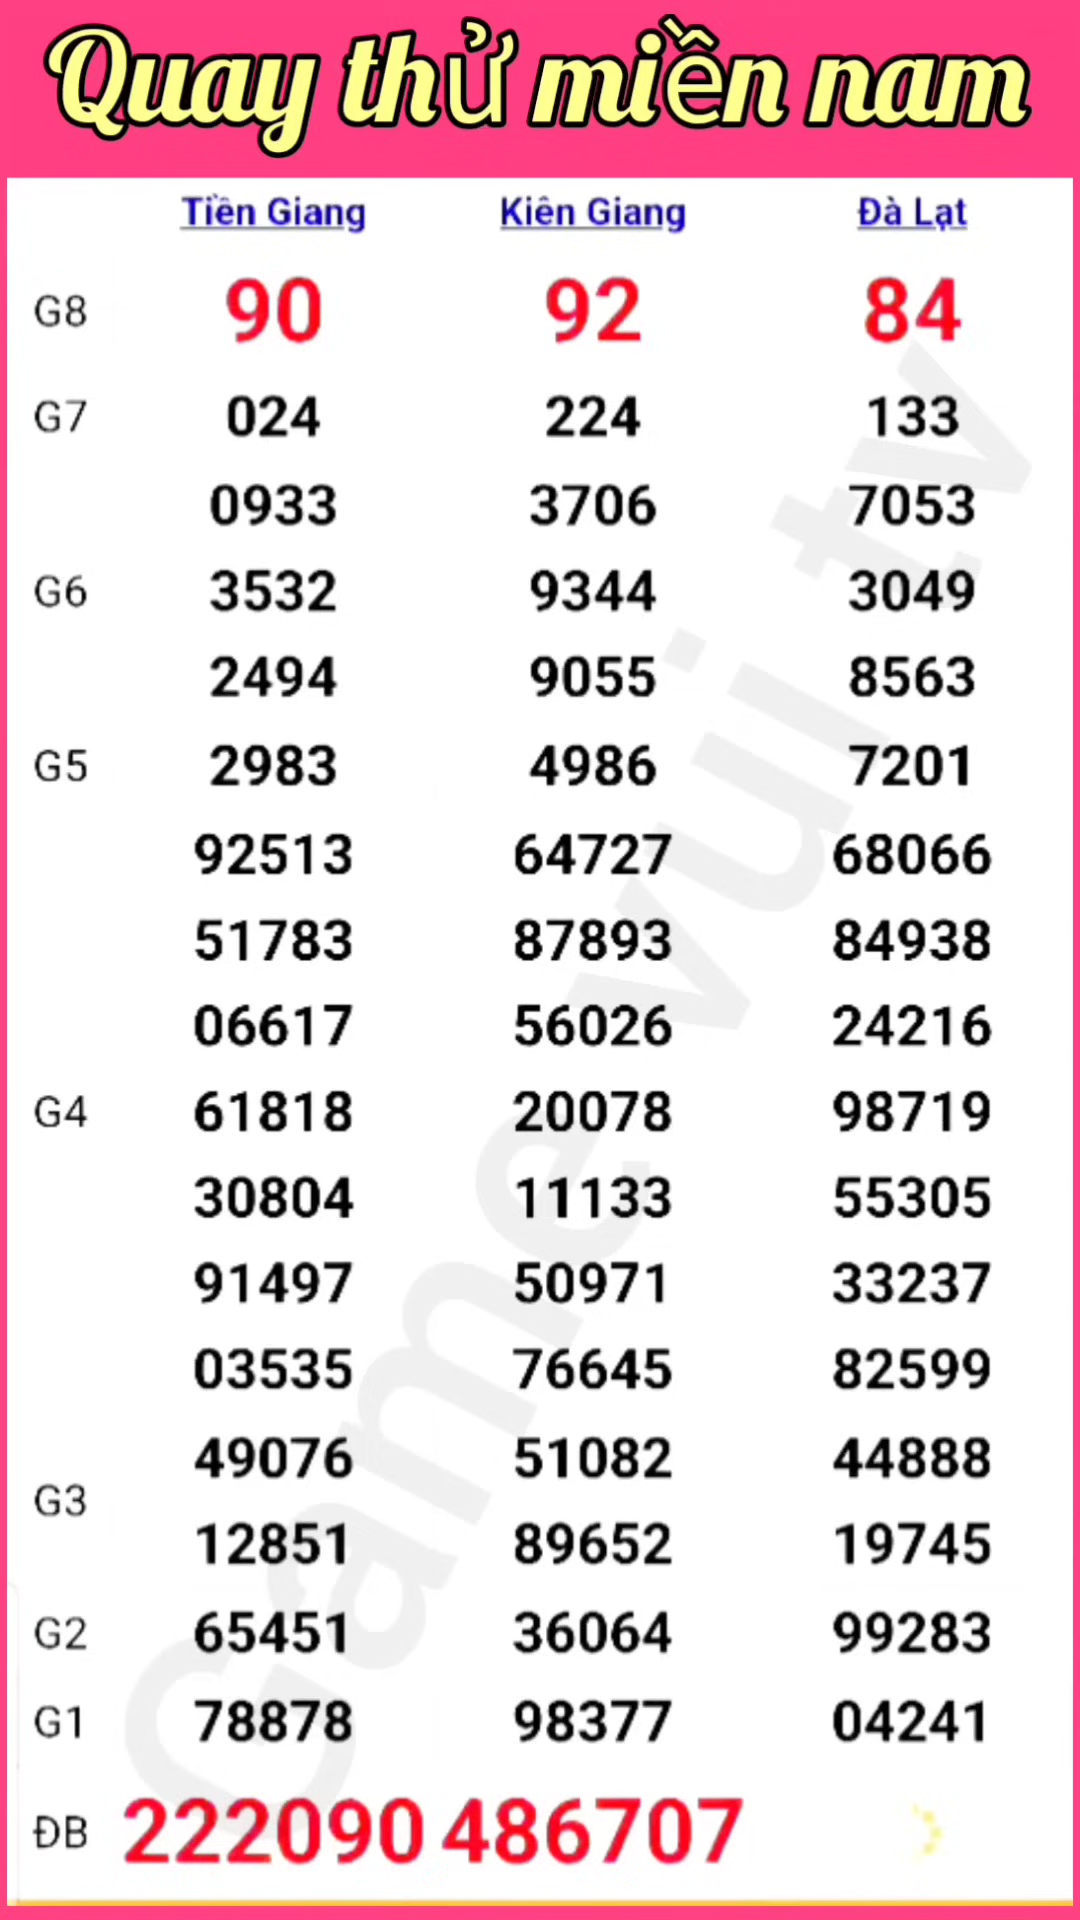 Quay thử miền nam
Tiền Giang Kiên Giang Đà Lạt
G8 90 92 84
G7 024 224 133
0933 3706 7053
G6 3532 9344 3049
2494 9055 8563
G5 2983 4986 7201
92513 64727 68066
51783 87893 84938
06617 56026 24216
G4 61818 20078 98719
30804 11133 55305
91497 50971 33237
03535 76645 82599
49076 51082 44888
G3
12851 89652 19745
G2 65451 36064 99283
G1 78878 98377 04241
ĐB 222090 486707
Game vui tv